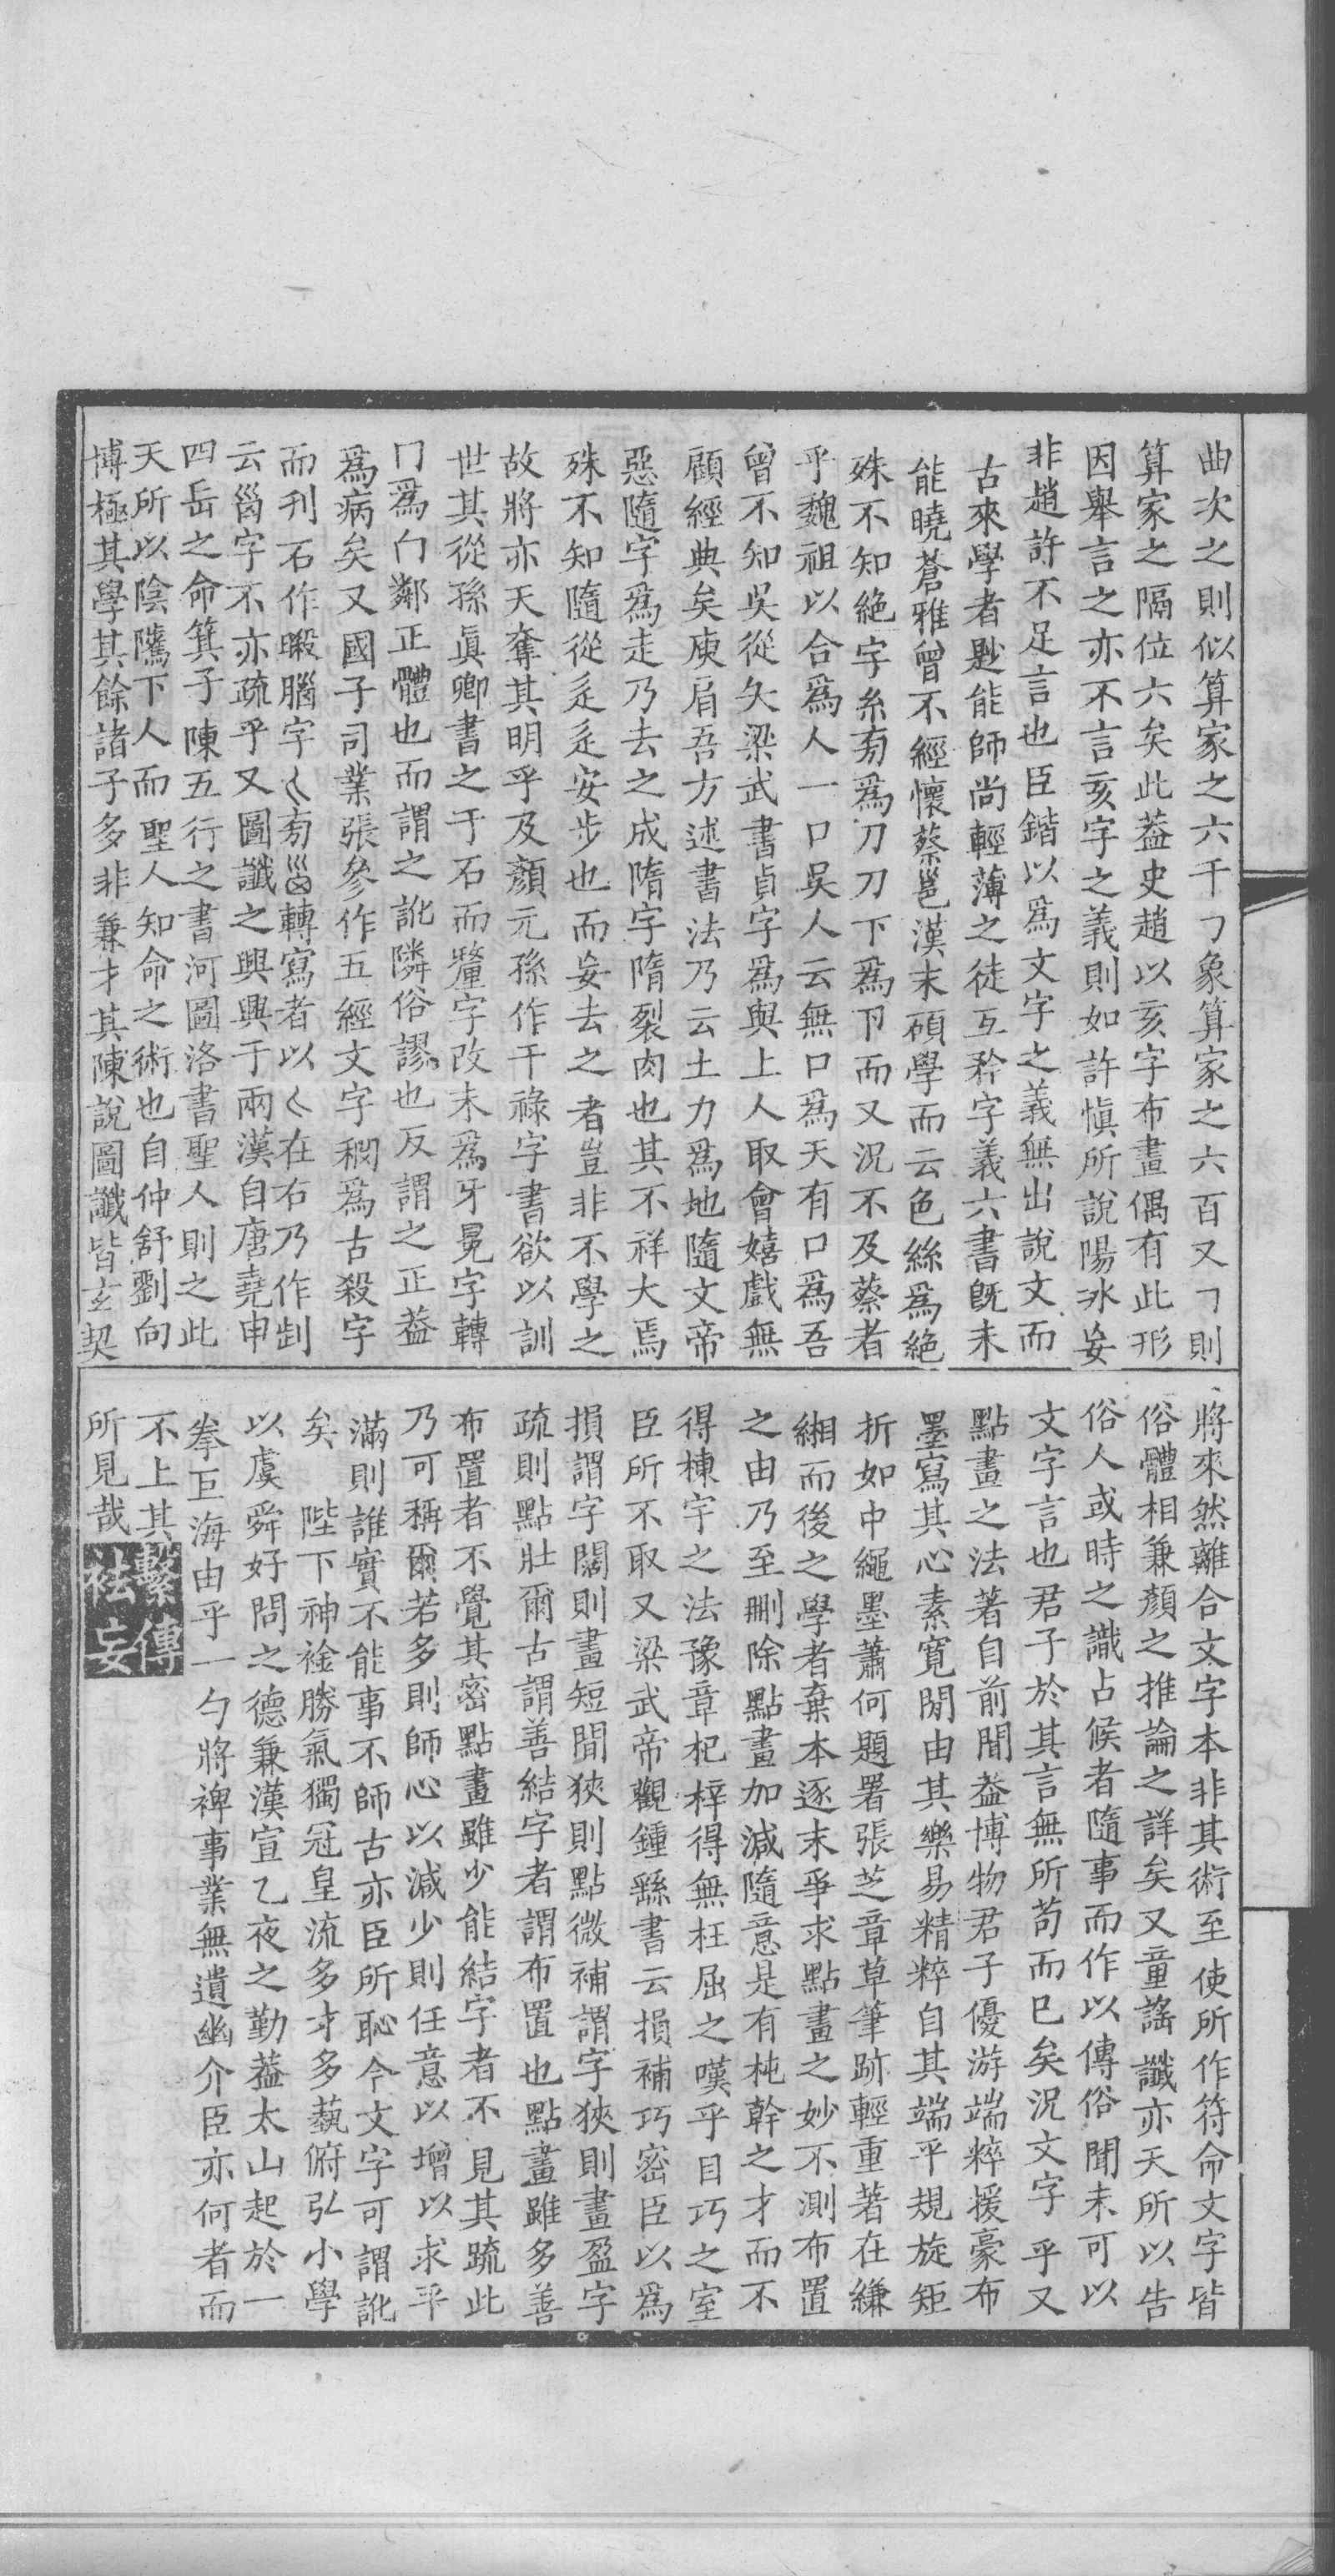 曲次之則似算家之六千㇆象算家之六百又㇆則
算家之隔位六矣此葢史趙以亥字布畫偶有此形
因舉言之亦不言亥字之義則如許愼所說陽冰妄
非趙許不足言也臣鍇以爲文字之義無出說文而
古來學者尟能師尚輕薄之徒互矜字義六書旣未
能曉蒼雅曾不經懷蔡邕漢末碩學而云色絲爲絕
殊不知絕字糸㫄爲刀刀下爲卪而又況不及蔡者
乎魏祖以合爲人一口吳人云無口爲天有口爲吾
曾不知吳從夨梁武書貞字爲與上人取會嬉戲無
顧經典矣庾肩吾方述書法乃云土力爲地隨文帝
惡隨字爲走乃去之成隋字隋裂肉也其不祥大焉
殊不知隨從辵辵安步也而妄去之者豈非不學之
故將亦天奪其明乎及顏元孫作干祿字書欲以訓
世其從孫眞卿書之于石而釐字改未爲牙冕字轉
冂爲宀鄰正體也而謂之訛隣俗謬也反謂之正葢
爲病矣又國子司業張參作五經文字㮯爲古殺字
而刊石作腦字㫄轉寫者以𡿨在右乃作
云甾字不亦疏乎又圖讖之興興于兩漢自唐堯申
四岳之命箕子陳五行之書河圖洛書聖人則之此
天所以陰騭下人而聖人知命之術也自仲舒劉向
博極其學其餘諸子多非兼才其陳說圖讖皆玄契
將來然離合文字本非其術至使所作符命文字皆
俗體相兼顏之推論之詳矣又童謠讖亦天所以告
俗人或時之識占候者隨事而作以傳俗聞未可以
文字言也君子於其言無所苟而已矣況文字乎又
點畫之法著自前聞葢博物君子優游端粹援豪布
墨寫其心素寬閒由其樂易精粹自其端平規旋矩
折如中繩墨蕭何題署張芝章草筆跡輕重著在縑
緗而後之學者棄本逐末爭求點畫之妙不測布置
之由乃至刪除點畫加減隨意是有杶幹之才而不
得棟宇之法豫章杞梓得無枉屈之嘆乎目巧之室
臣所不取又梁武帝觀鍾繇書云損補巧密臣以爲
損謂字闊則畫短間狹則點微補謂字狹則畫盈字
疏則點壯爾古謂善結字者謂布置也點畫雖多善
布置者不覺其密點畫雖少能結字者不見其疏此
乃可稱爾若多則師心以減少則任意以增以求平
滿則誰實不能事不師古亦臣所恥今文字可謂訛
矣　陛下神襟勝氣獨冠皇流多才多藝俯弘小學
以虞舜好問之德兼漢宣乙夜之勤葢太山起於一
拳巨海由乎一勺將裨事業無遺幽介臣亦何者而
不上其
所見哉
繫傳
袪妄